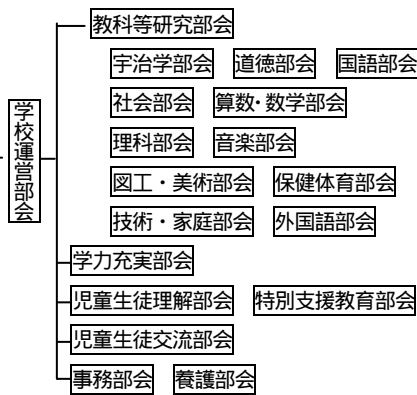 学校運営部会
教科等研究部会
宇治学部会 道徳部会 国語部会
社会部会 算数・数学部会
理科部会 音楽部会
図工・美術部会 保健体育部会
技術・家庭部会 外国語部会
学力充実部会
児童生徒理解部会 特別支援教育部会
児童生徒交流部会
事務部会 養護部会